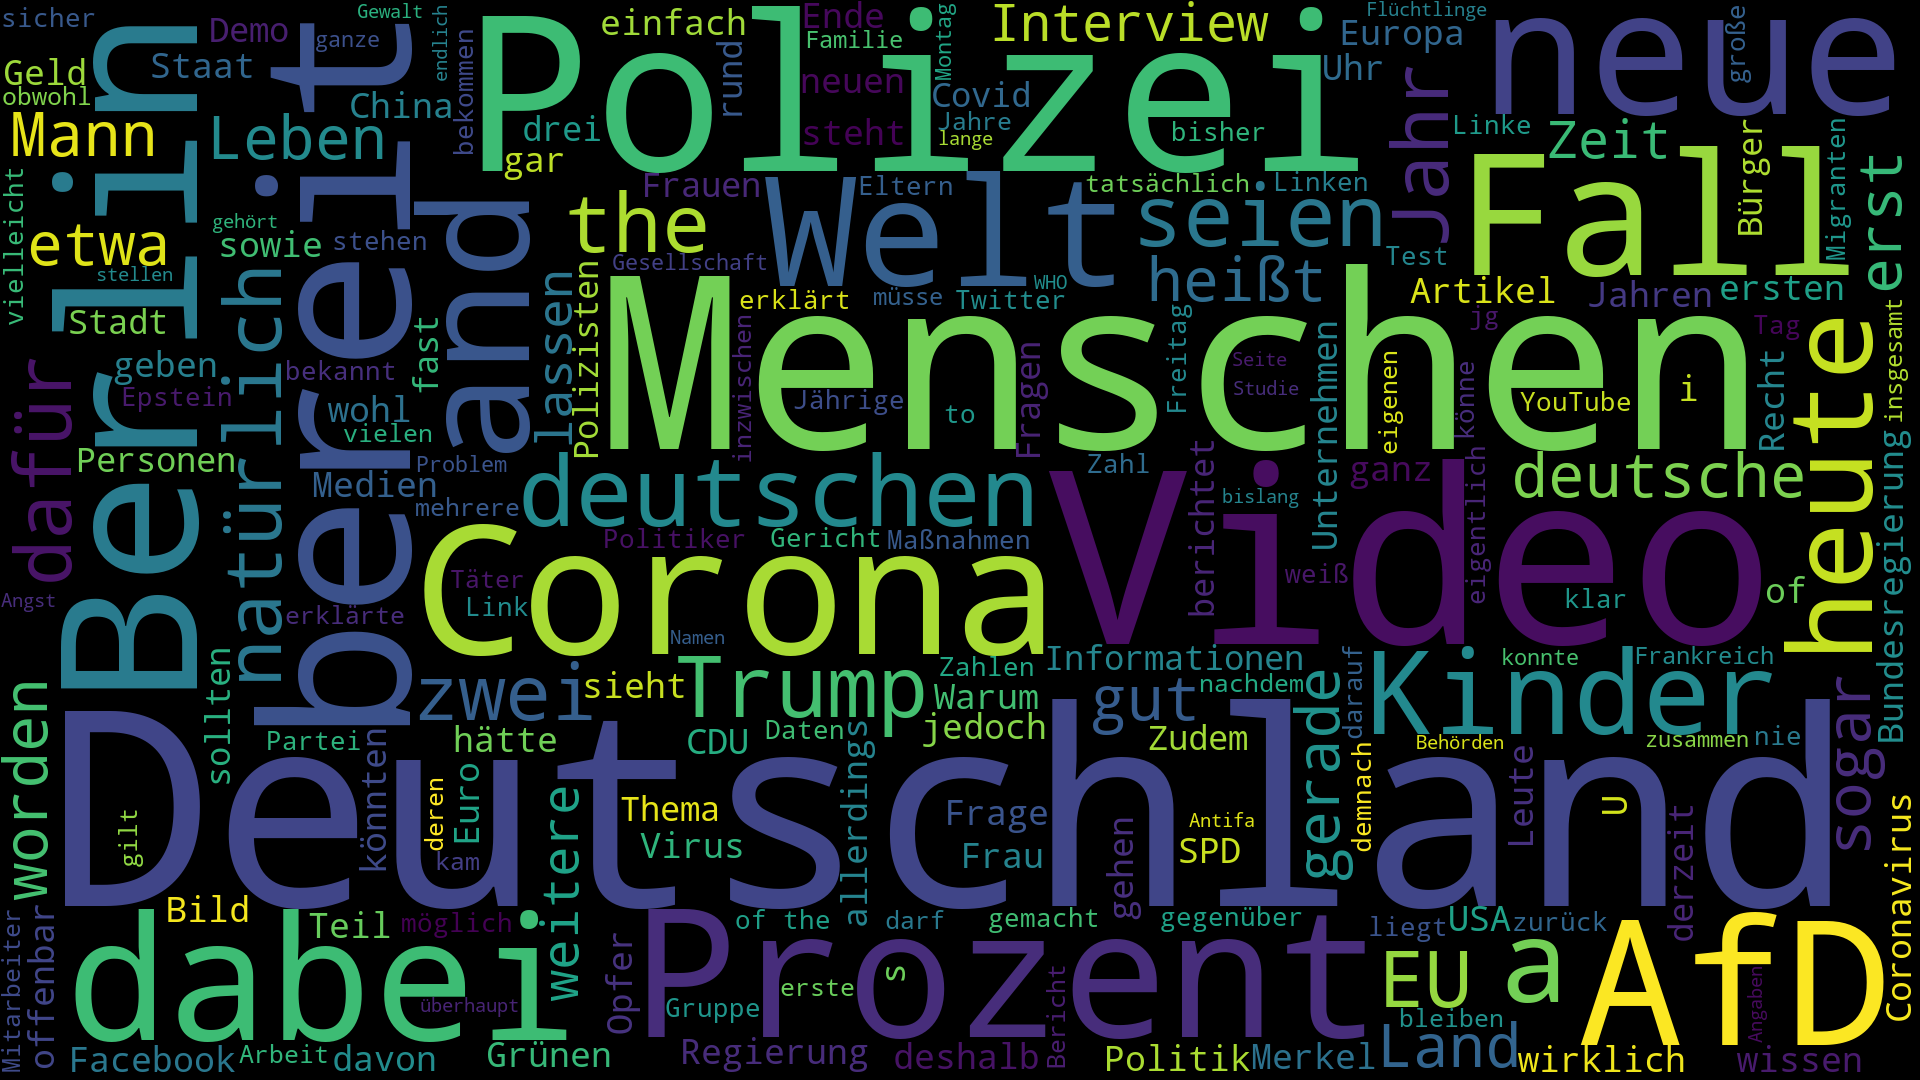 sicher
Gewalt
Demo
ganze
endlich
Staat
Geld
obwohl
China
bekommen
Mann
Leben
Berlin
bereit
Polizei
einfach
rund
drei
gar
Ende
Familie
neuen
steht
Montag
Interview
Covid
Jahre
lange
bisher
Flüchtlinge
Europa
Uhr
neue
große
Jahr
Linke
Zeit
Bürger
Migranten
erst
Fall
vielleicht
etwa
gehört
sowie
stehen
stellen
natürlich
and
Frauen
the
Gesellschaft
Welt
Eltern
tatsächlich
Linken
seien
heißt
WHO
Test
Artikel
Jahren
ersten
Stadt
geben
bekannt
Epstein
wohl
vielen
fast
lassen
Polizisten
erklärt
müsse
Twitter
inzwischen
Menschen
Jährige
to
Fragen
Freitag
Seite
Studie
Unternehmen
eigenen
jg
könne
YouTube
i
Tag
Recht
heute
insgesamt
dafür
Personen
Medien
Problem
mehrere
deutschen
Zahl
berichtet
bislang
ganz
eigentlich
deutsche
Bundesregierung
Politiker
Gericht
Maßnahmen
Corona
Video
Täter
Link
Namen
weiß
klar
of
Angst
erklärte
sollten
worden
zwei
sieht
Trump
Zahlen
Warum
jedoch
Informationen
gut
nachdem
gerade
darauf
Kinder
konnte
Frankreich
Behörden
zusammen
nie
sogar
Partei
könnten
hätte
CDU
Daten
allerdings
Zudem
demnach
Deutschland
gilt
deren
Euro
kam
weitere
Thema
Virus
Frage
Frau
gehen
Antifa
SPD
Leute
U
derzeit
Coronavirus
Mitarbeiter
offenbar
Bild
Teil
möglich
dabei
überhaupt
Opfer
of the
darf
gemacht
gegenüber
liegt
USA
zurück
Prozent
Gruppe
erste
s
Bericht
EU
a
bleiben
AfD
Angaben
Facebook
Arbeit
davon
Grünen
Regierung
deshalb
Politik
Merkel
Land
wirklich
wissen